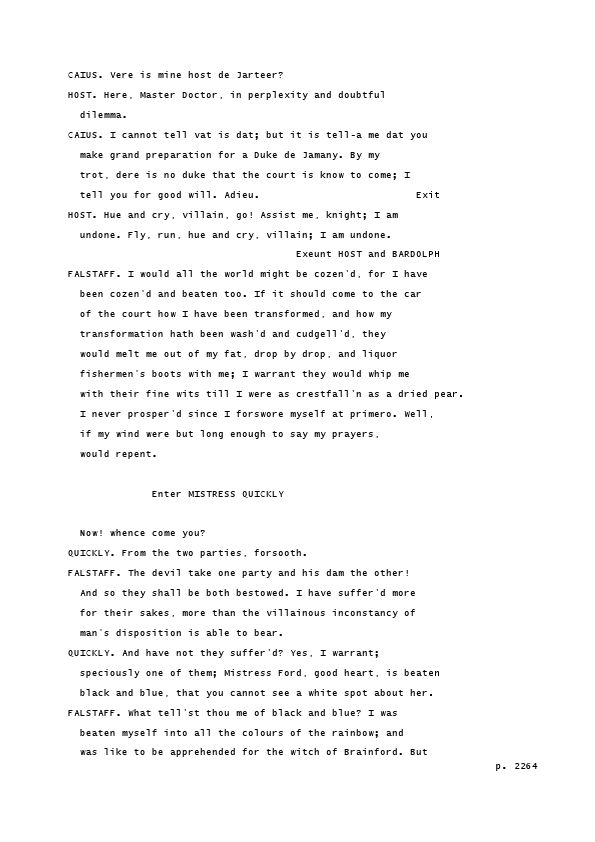 CAIUS. Vere is mine host de Jarteer?
HOST. Here, Master Doctor, in perplexity and doubtful
dilemma.
CAIUS. I cannot tell vat is dat; but it is tell-a me dat you
make grand preparation for a Duke de Jamany. By my
trot, dere is no duke that the court is know to come; I
tell you for good will. Adieu. Exit
HOST. Hue and cry, villain, go! Assist me, knight; I am
undone. Fly, run, hue and cry, villain; I am undone.
Exeunt HOST and BARDOLPH
FALSTAFF. I would all the world might be cozen'd, for I have
been cozen'd and beaten too. If it should come to the car
of the court how I have been transformed, and how my
transformation hath been wash'd and cudgell'd, they
would melt me out of my fat, drop by drop, and liquor
fishermen's boots with me; I warrant they would whip me
with their fine wits till I were as crestfall'n as a dried pear.
I never prosper'd since I forswore myself at primero. Well,
if my wind were but long enough to say my prayers,
would repent.
Enter MISTRESS QUICKLY
Now! whence come you?
QUICKLY. From the two parties, forsooth.
FALSTAFF. The devil take one party and his dam the other!
And so they shall be both bestowed. I have suffer'd more
for their sakes, more than the villainous inconstancy of
man's disposition is able to bear.
QUICKLY. And have not they suffer'd? Yes, I warrant;
speciously one of them; Mistress Ford, good heart, is beaten
black and blue, that you cannot see a white spot about her.
FALSTAFF. What tell'st thou me of black and blue? I was
beaten myself into all the colours of the rainbow; and
was like to be apprehended for the witch of Brainford. But
p. 2264